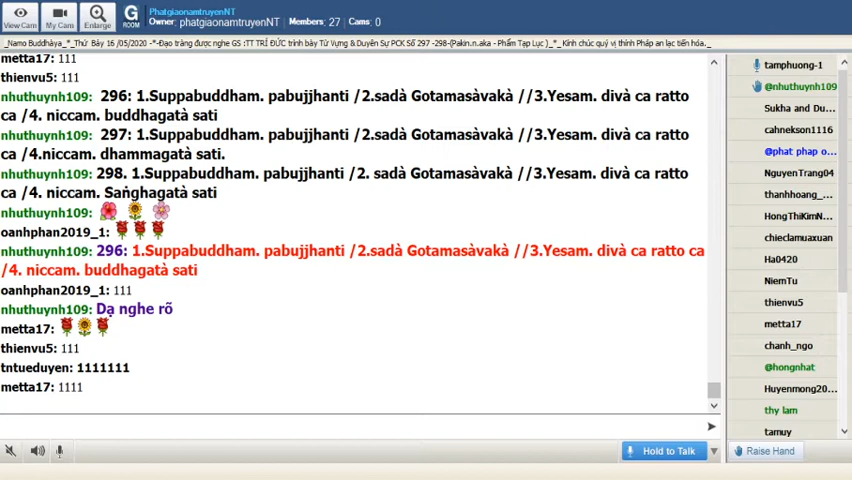 View Cam
My Cam
Enlarge
G ROOM
PhatgiaonamtruyenNT
Owner: phatgiaonamtruyenNT Members: 27 Cams: 0
_Namo Buddhàya_*_Thứ Bảy 16 /05/2020 -*-Đạo tràng được nghe GS :TT TRÍ ĐỨC trình bày Từ Vựng & Duyên Sự PCK Số 297 -298-(Pakin.n.aka - Phẩm Tạp Lục )_*_ Kính chúc quý vị thính Pháp an lạc tiến hóa._
metta17: 111
thienvu5: 111
nhuthuynh109: 296: 1.Suppabuddham. pabujjhanti /2.sadà Gotamasàvakà //3.Yesam. divà ca ratto
ca /4. niccam. buddhagatà sati
nhuthuynh109: 297: 1.Suppabuddham. pabujjhanti /2.sadà Gotamasàvakà //3.Yesam. divà ca ratto
ca /4.niccam. dhammagatà sati.
nhuthuynh109: 298. 1.Suppabuddham. pabujjhanti /2. sadà Gotamasàvakà //3.Yesam. divà ca ratto
ca /4. niccam. Sanghagatà sati
nhuthuynh109:
oanhphan2019_1:
nhuthuynh109: 296: 1.Suppabuddham. pabujjhanti /2.sadà Gotamasàvakà //3.Yesam. divà ca ratto ca
/4. niccam. buddhagatà sati
oanhphan2019_1: 111
nhuthuynh109: Dạ nghe rõ
metta17:
thienvu5: 111
tntueduyen: 1111111
metta17: 1111
tamphuong-1
@nhuthuynh109
Sukha and Du...
cahnekson1116
@phat phap o...
NguyenTrang04
thanhhoang_...
HongThiKimN...
chieclamuaxuan
Ha0420
NiemTu
thienvu5
metta17
chanh_ngo
@hongnhat
Huyenmong20...
thy lam
tamuy
Hold to Talk
Raise Hand